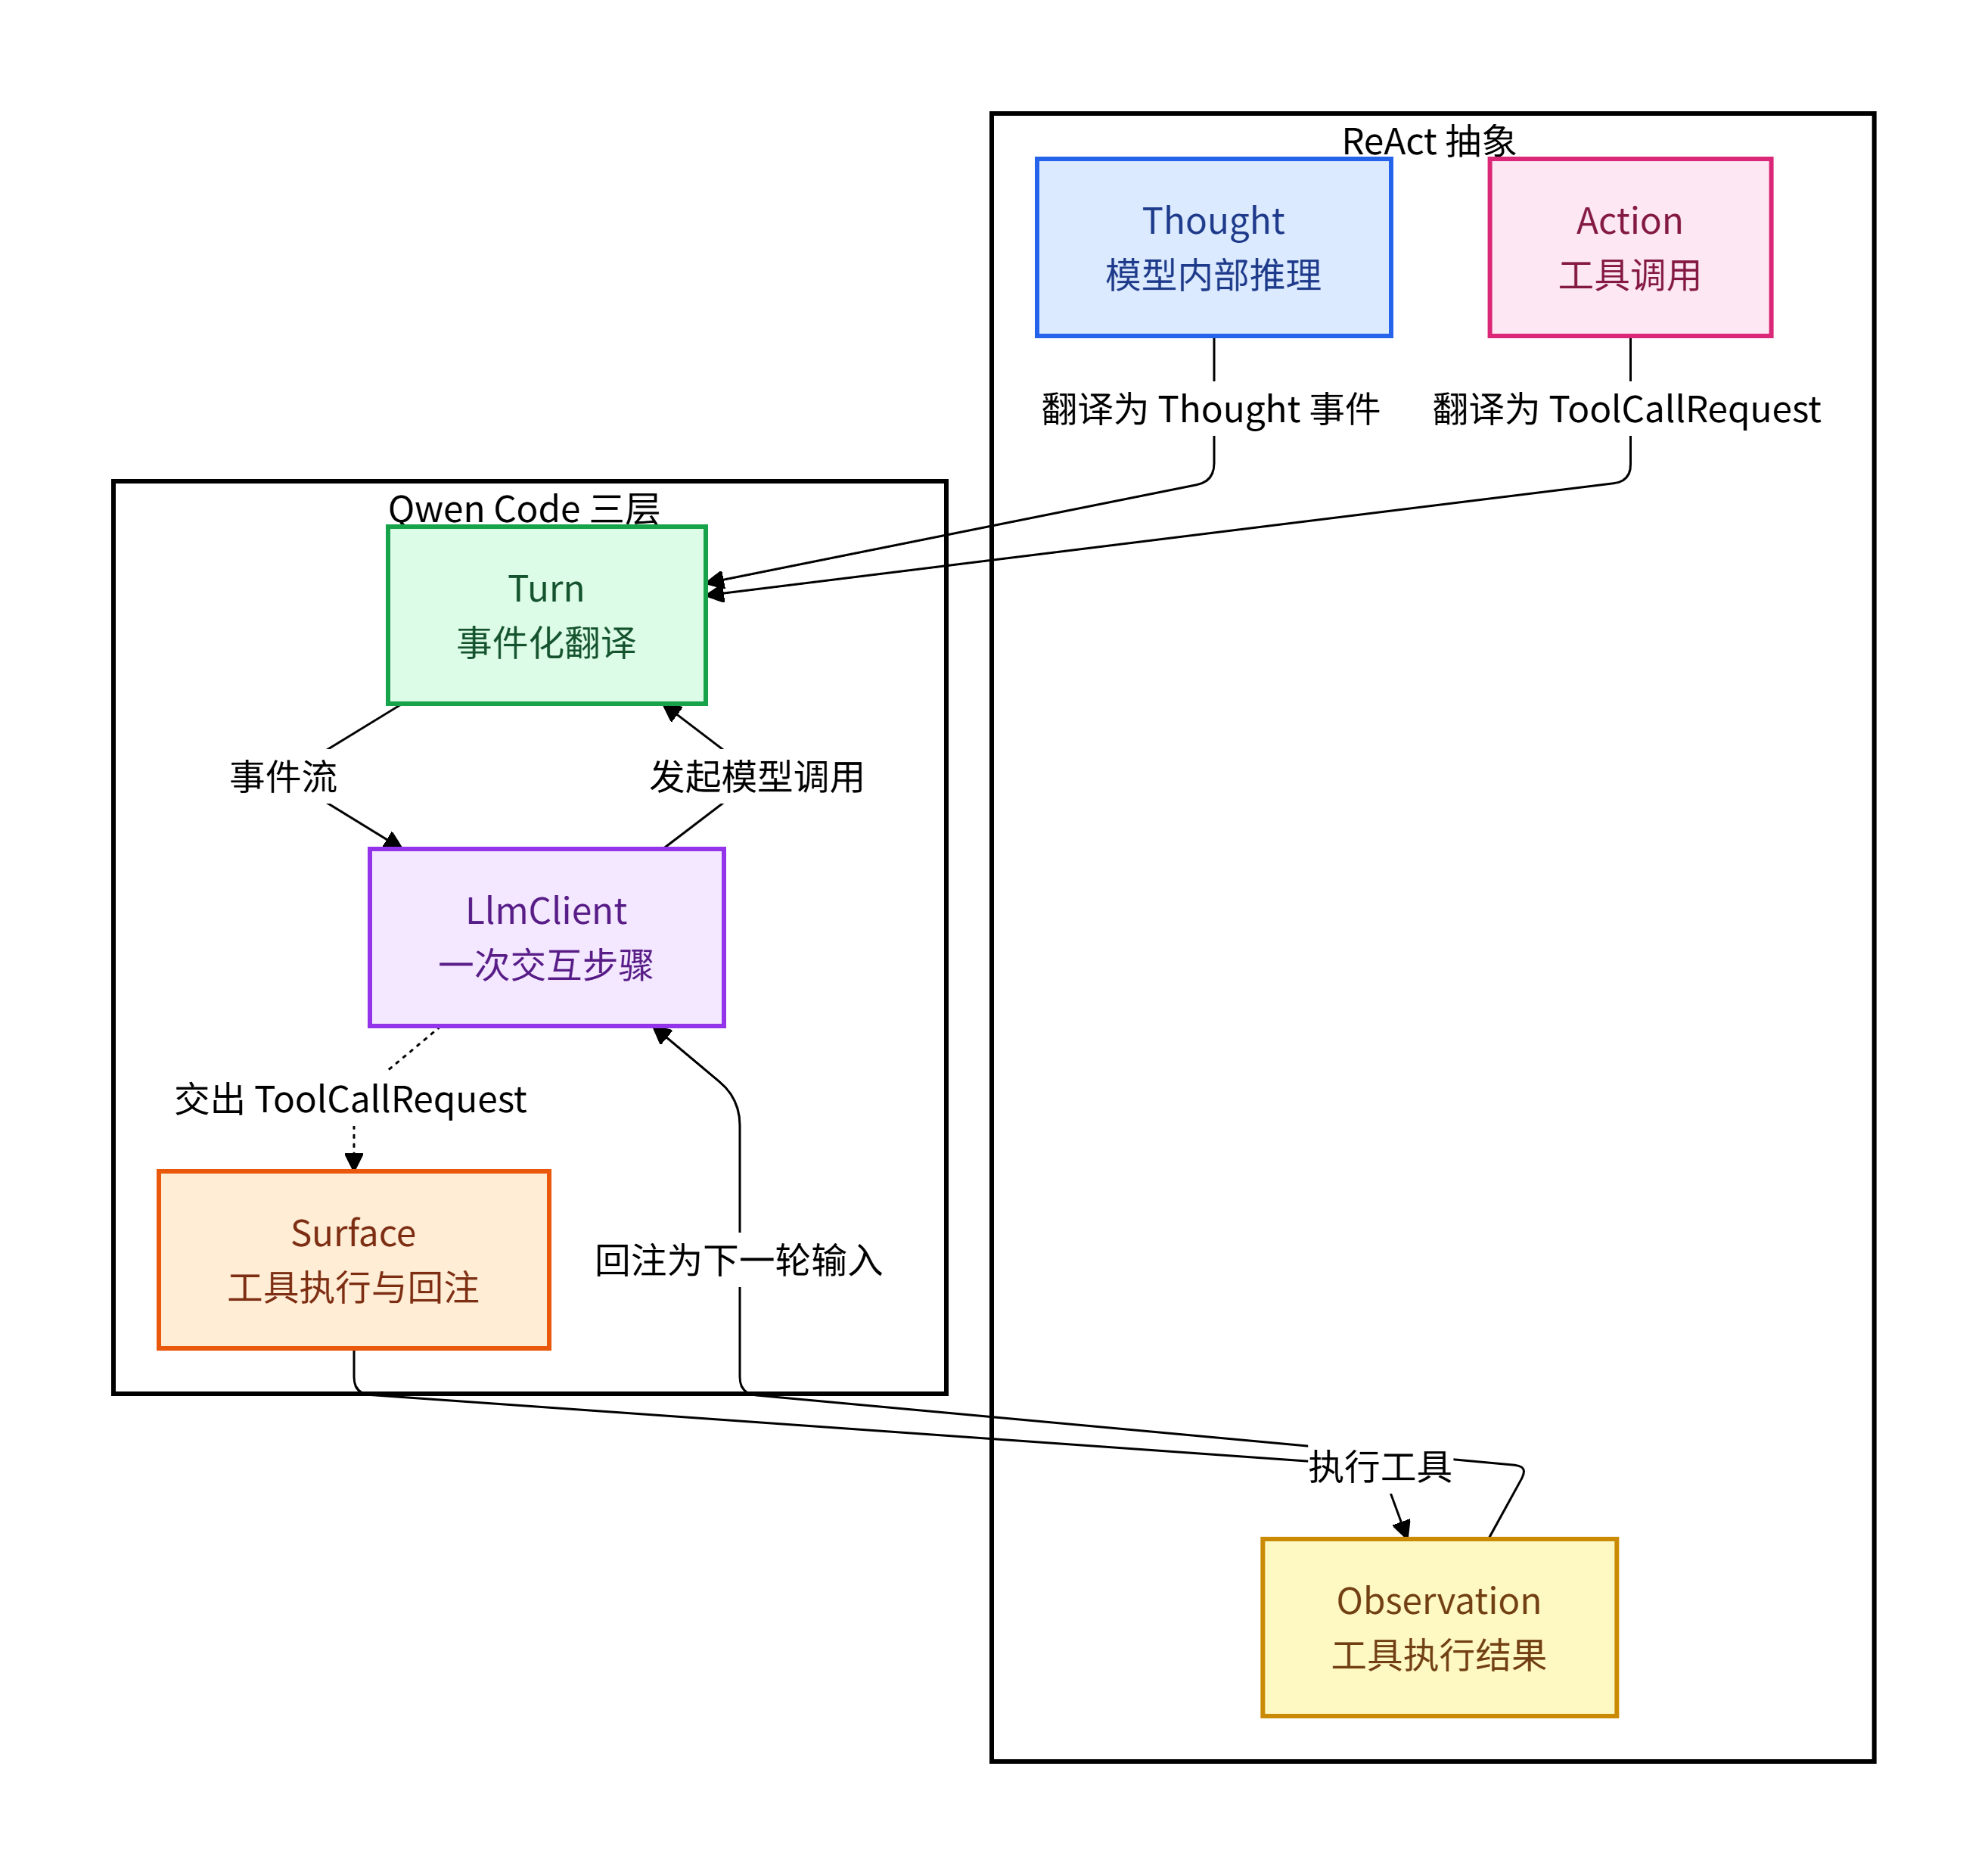 ReAct 抽象
Thought
模型内部推理
Action
工具调用
翻译为 Thought 事件
翻译为 ToolCallRequest
Qwen Code 三层
Turn
事件化翻译
事件流
发起模型调用
LlmClient
一次交互步骤
交出 ToolCallRequest
Surface
工具执行与回注
回注为下一轮输入
执行工具
Observation
工具执行结果